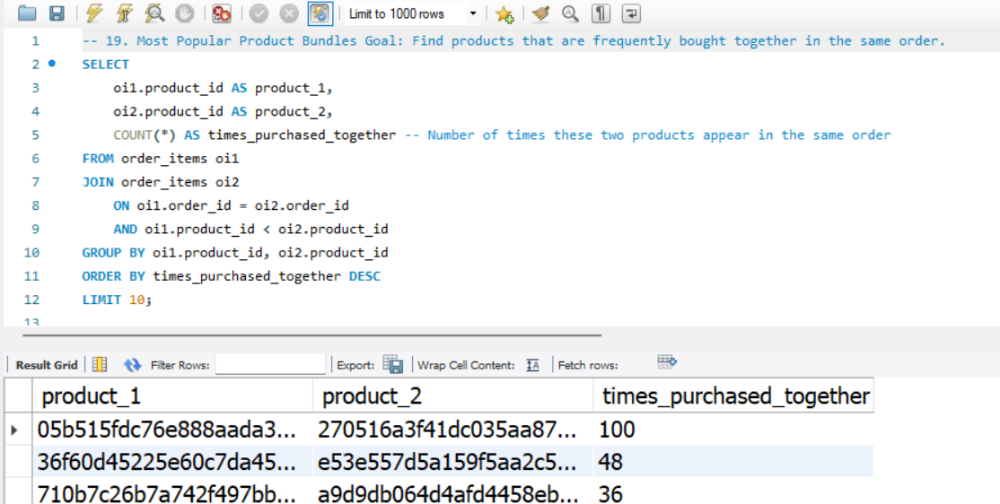 Limit to 1000 rows
1 -- 19. Most Popular Product Bundles Goal: Find products that are frequently bought together in the same order.
2 SELECT
3 oi1.product_id AS product_1,
4 oi2.product_id AS product_2,
5 COUNT(*) AS times_purchased_together -- Number of times these two products appear in the same order
6 FROM order_items oi1
7 JOIN order_items oi2
8 ON oi1.order_id = oi2.order_id
9 AND oi1.product_id < oi2.product_id
10 GROUP BY oi1.product_id, oi2.product_id
11 ORDER BY times_purchased_together DESC
12 LIMIT 10;
13
Result Grid Filter Rows: Export: Wrap Cell Content: Fetch rows:
product_1 product_2 times_purchased_together
05b515fdc76e888aada3... 270516a3f41dc035aa87... 100
36f60d45225e60c7da45... e53e557d5a159f5aa2c5... 48
710b7c26b7a742f497bb... a9d9db064d4afd4458eb... 36